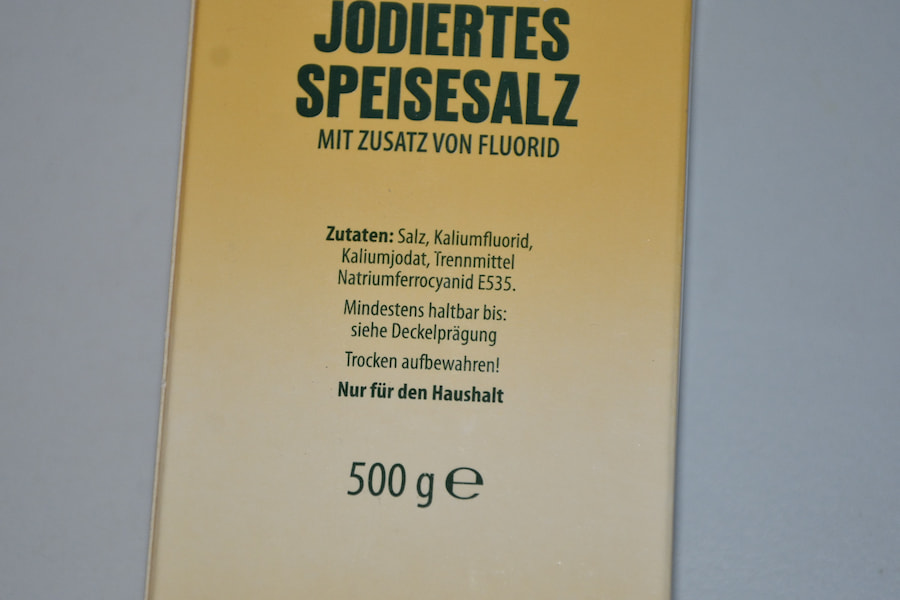 JODIERTES
SPEISESALZ
MIT ZUSATZ VON FLUORID
Zutaten: Salz, Kaliumfluorid,
Kaliumjodat, Trennmittel
Natriumferrocyanid E535.
Mindestens haltbar bis:
siehe Deckelprägung
Trocken aufbewahren!
Nur für den Haushalt
500 g ℮